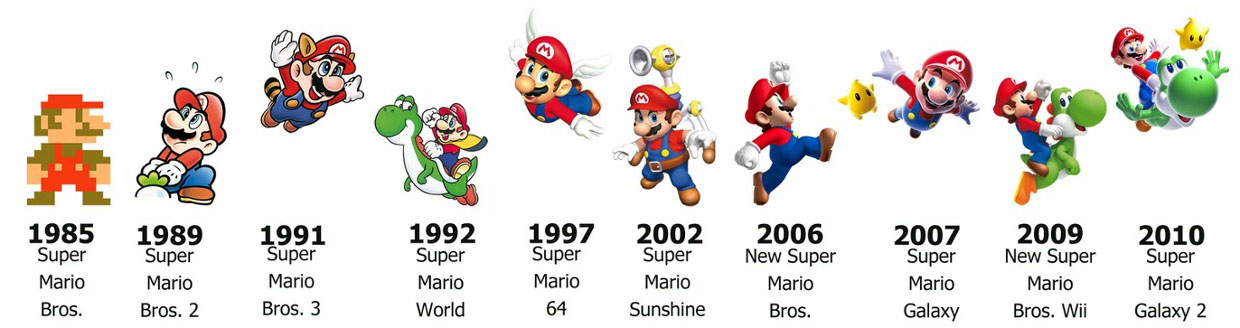 1985
Super
Mario
Bros.
1989
Super
Mario
Bros. 2
1991
Super
Mario
Bros. 3
1992
Super
Mario
World
1997
Super
Mario
64
2002
Super
Mario
Sunshine
2006
New Super
Mario
Bros.
2007
Super
Mario
Galaxy
2009
New Super
Mario
Bros. Wii
2010
Super
Mario
Galaxy 2